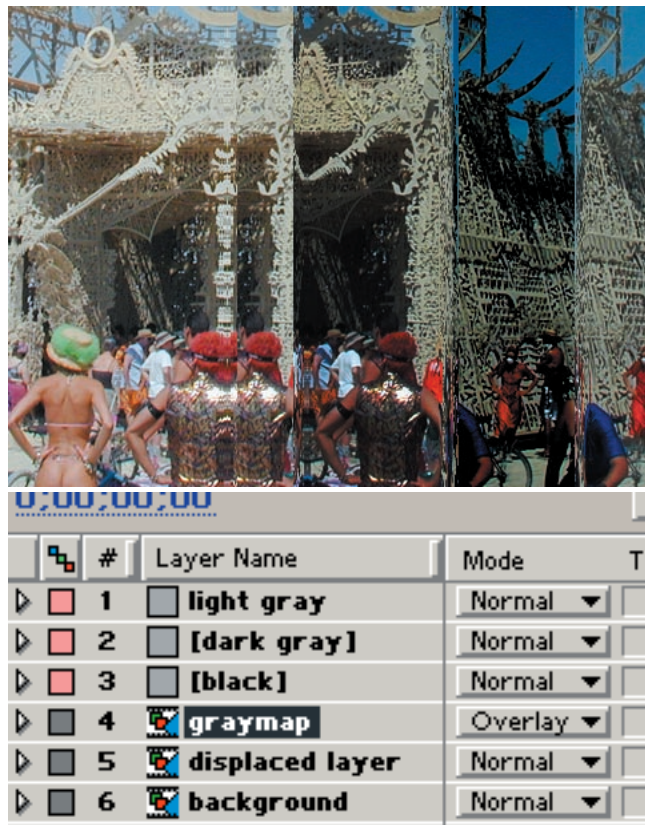 0;00;00;00
# Layer Name Mode T
1 light gray Normal
2 [dark gray] Normal
3 [black] Normal
4 graymap Overlay
5 displaced layer Normal
6 background Normal